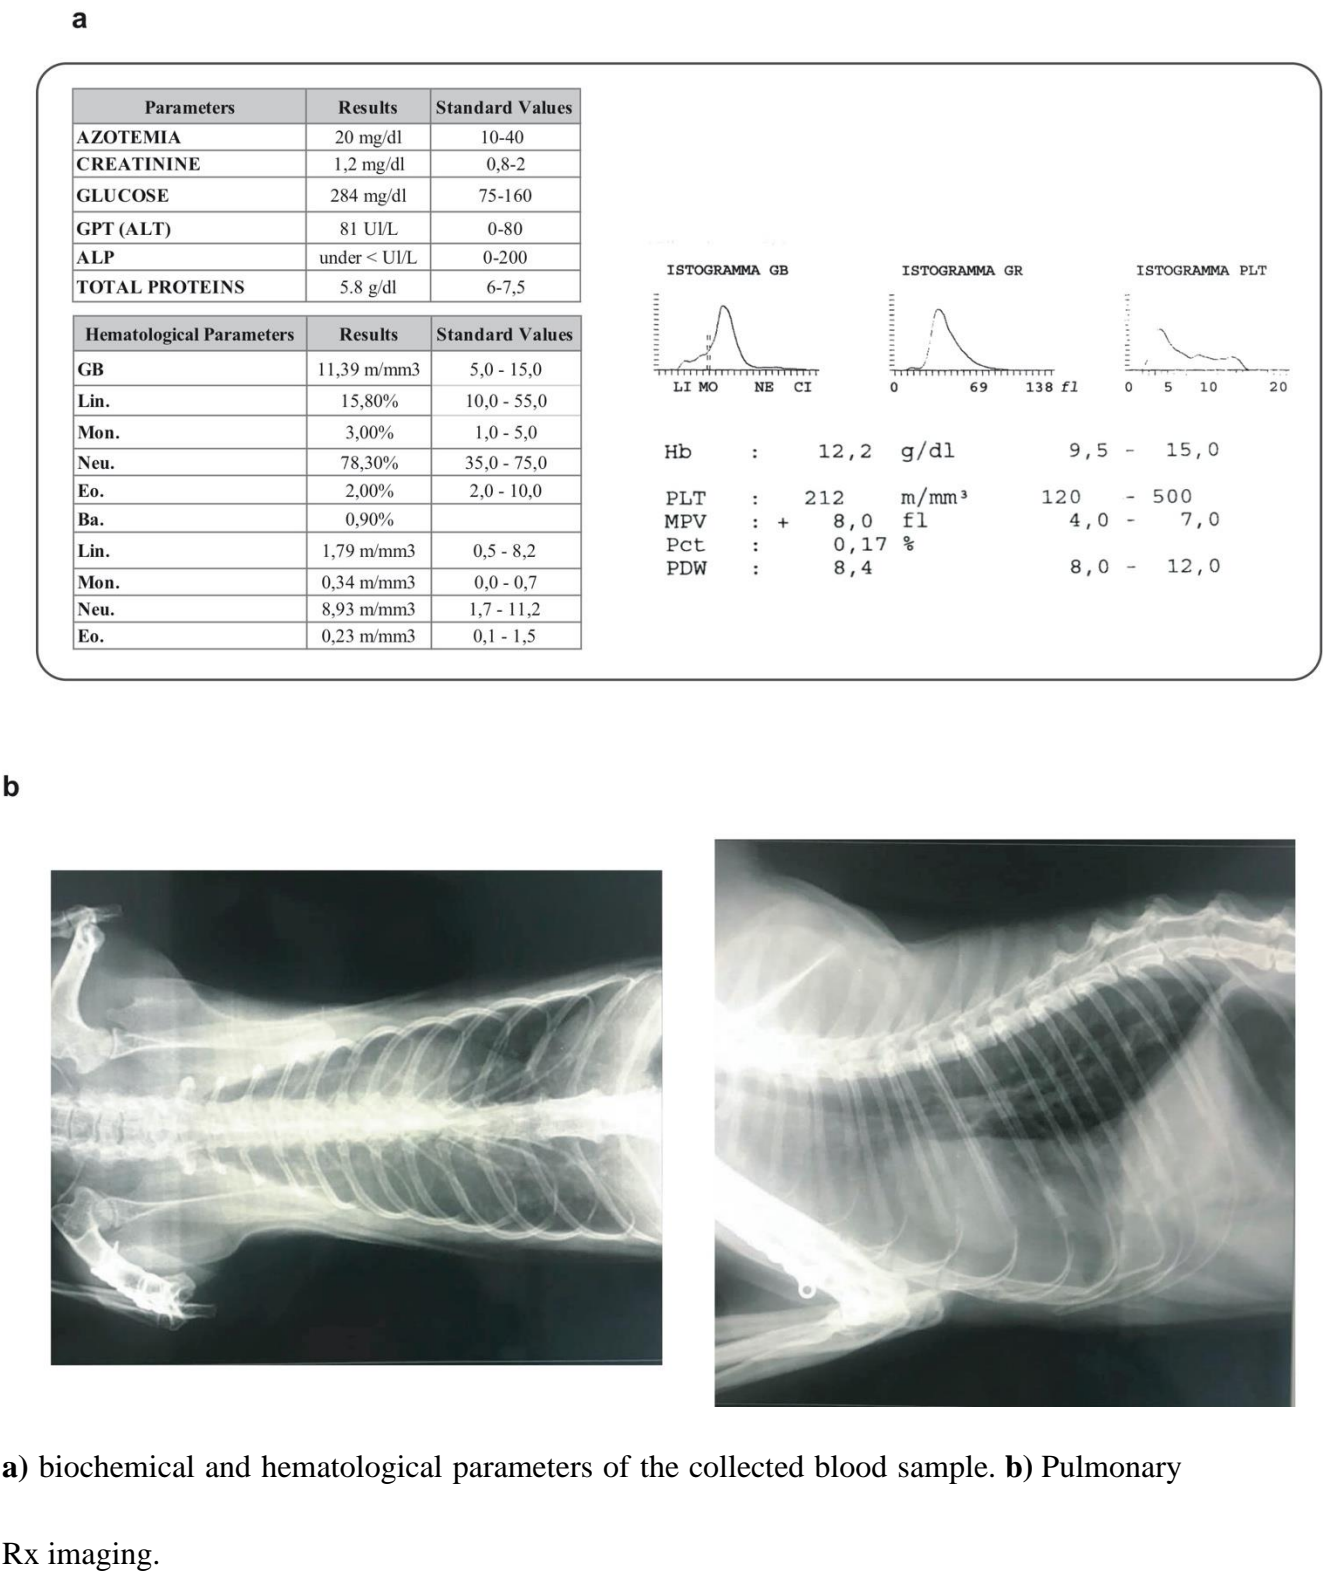 a
Parameters Results Standard Values
AZOTEMIA 20 mg/dl 10-40
CREATININE 1,2 mg/dl 0,8-2
GLUCOSE 284 mg/dl 75-160
GPT (ALT) 81 Ul/L 0-80
ALP under < Ul/L 0-200
TOTAL PROTEINS 5.8 g/dl 6-7,5
Hematological Parameters Results Standard Values
GB 11,39 m/mm3 5,0 - 15,0
Lin. 15,80% 10,0 - 55,0
Mon. 3,00% 1,0 - 5,0
Neu. 78,30% 35,0 - 75,0
Eo. 2,00% 2,0 - 10,0
Ba. 0,90%
Lin. 1,79 m/mm3 0,5 - 8,2
Mon. 0,34 m/mm3 0,0 - 0,7
Neu. 8,93 m/mm3 1,7 - 11,2
Eo. 0,23 m/mm3 0,1 - 1,5
ISTOGRAMMA GB ISTOGRAMMA GR ISTOGRAMMA PLT
LI MO NE CI 0 69 138 fl 0 5 10 20
Hb : 12,2 g/dl 9,5 - 15,0
PLT : 212 m/mm³ 120 - 500
MPV : + 8,0 fl 4,0 - 7,0
Pct : 0,17 %
PDW : 8,4 8,0 - 12,0
b
a) biochemical and hematological parameters of the collected blood sample. b) Pulmonary
Rx imaging.